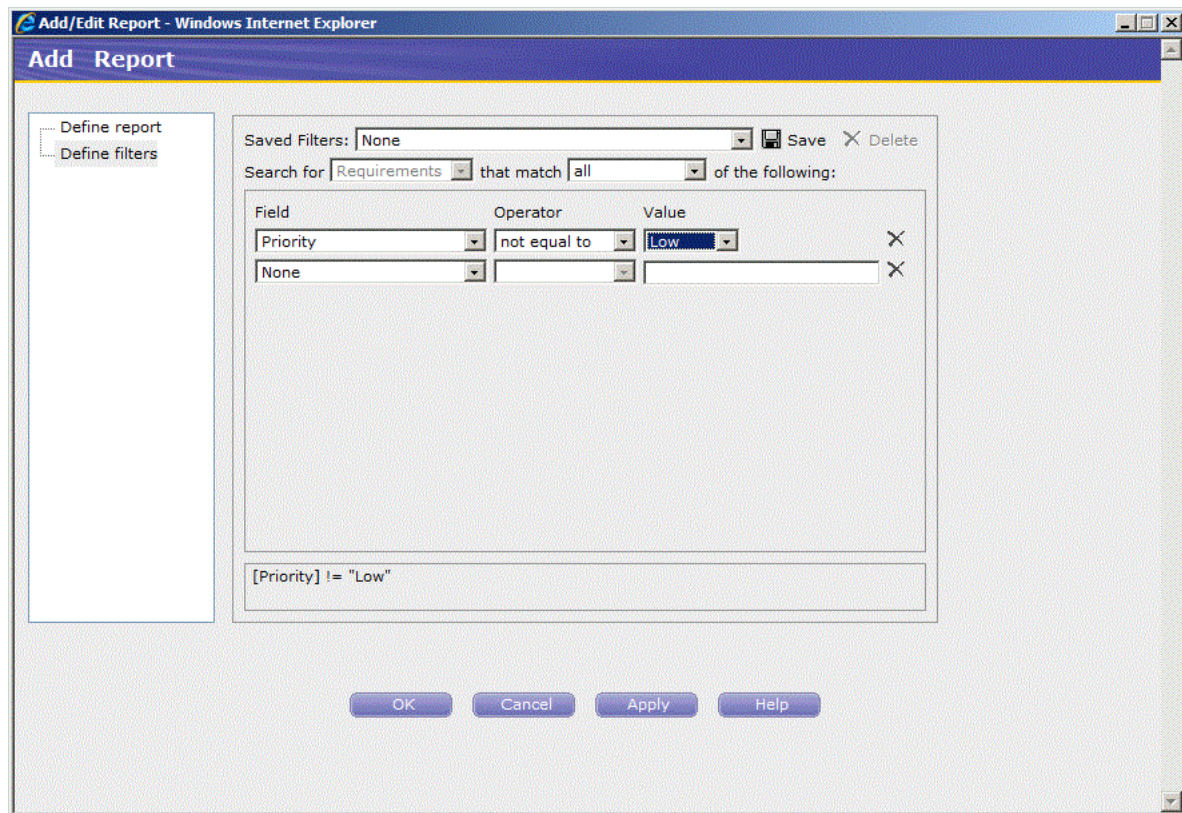 Add/Edit Report - Windows Internet Explorer
Add Report
Define report
Define filters
Saved Filters: None Save Delete
Search for Requirements that match all of the following:
Field Operator Value
Priority not equal to Low
None
[Priority] != "Low"
OK Cancel Apply Help